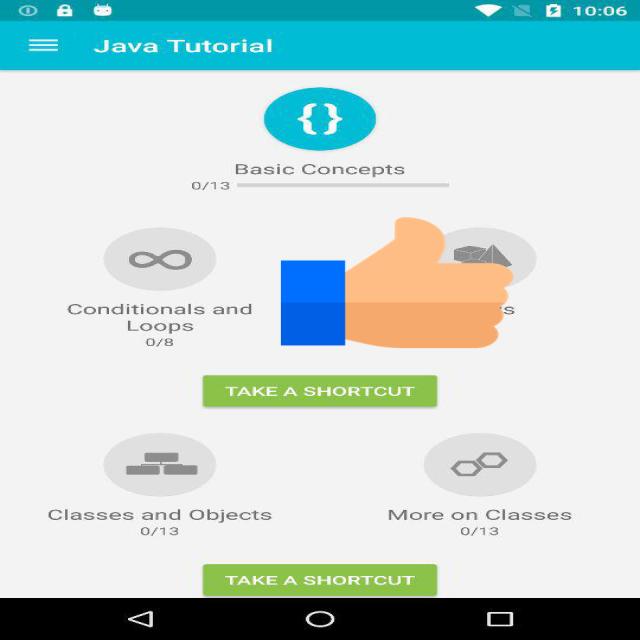 10:06
Java Tutorial
{}
Basic Concepts
0/13
Conditionals and
Loops
0/8
TAKE A SHORTCUT
Classes and Objects
0/13
More on Classes
0/13
TAKE A SHORTCUT